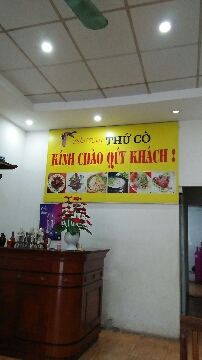 THỨ CÒ
KÍNH CHÀO QUÝ KHÁCH !